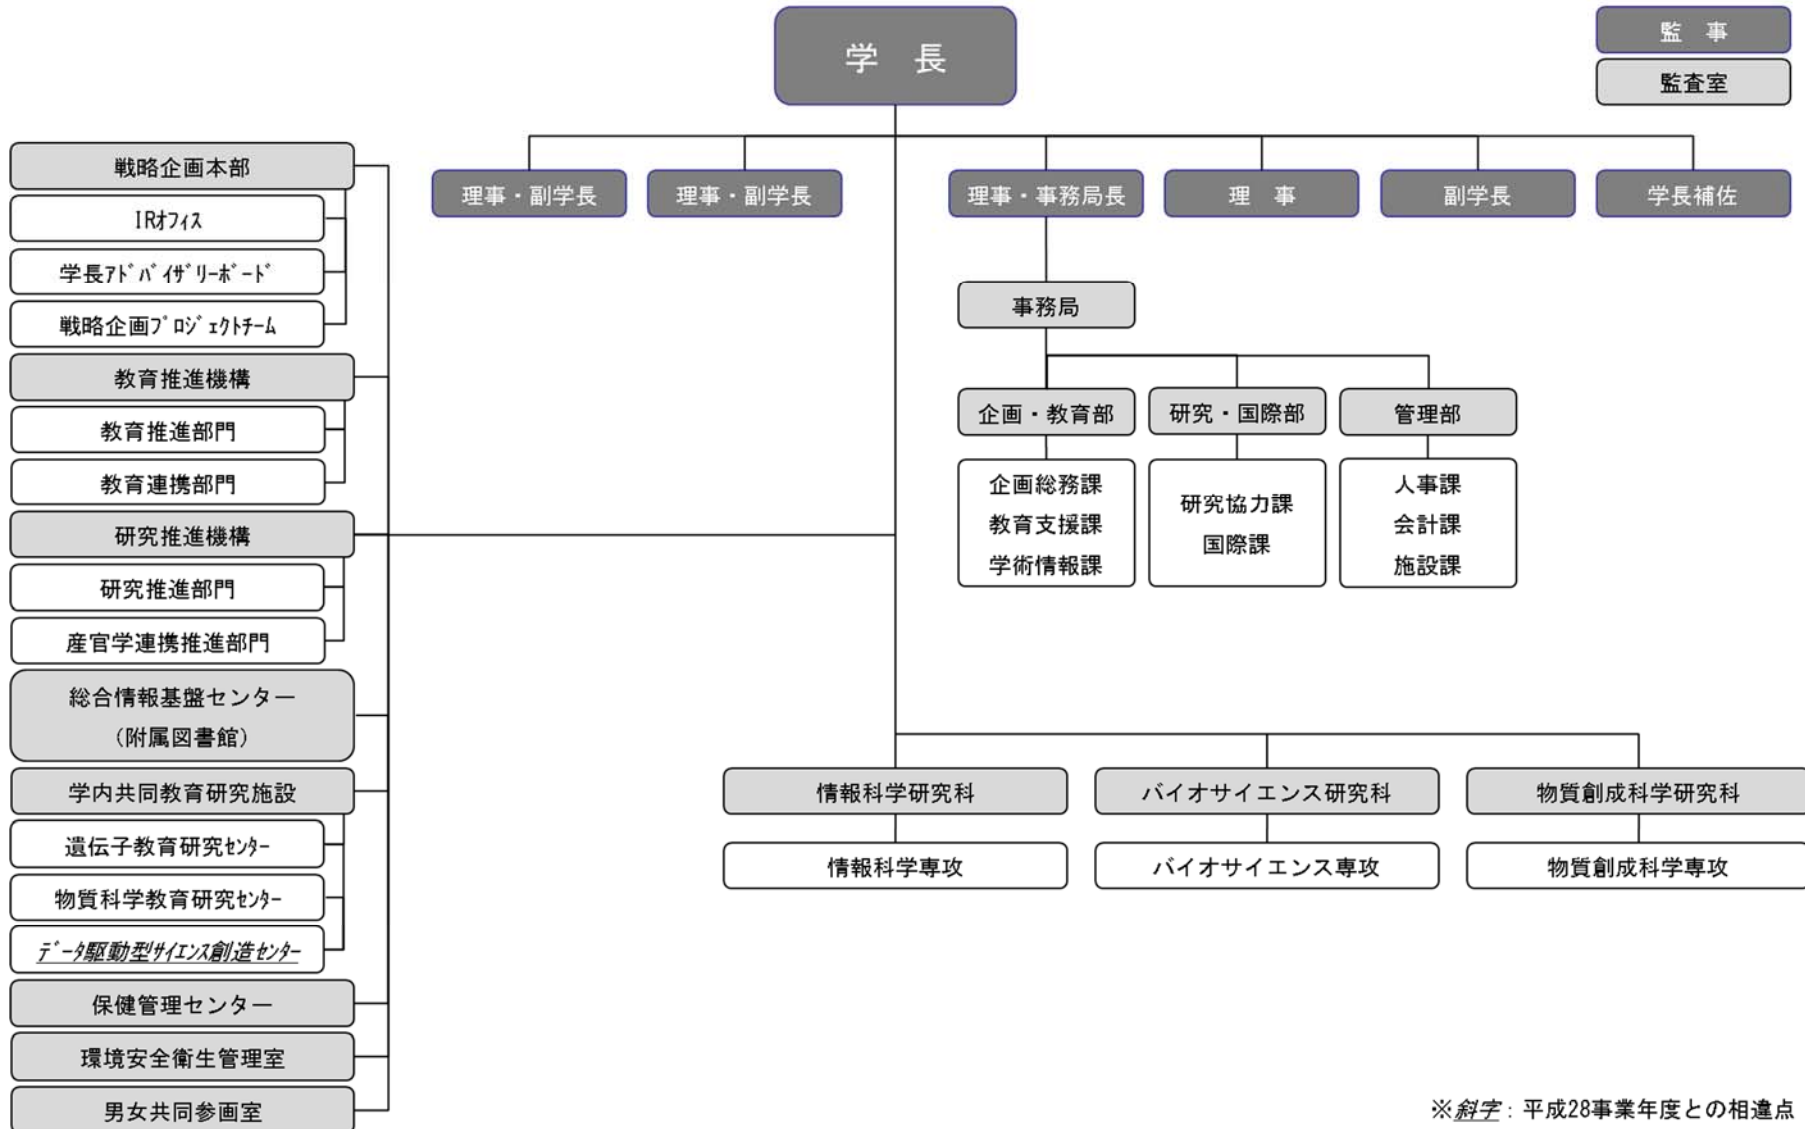 学　長
監　事
監査室
理事・副学長
理事・副学長
理事・事務局長
理　事
副学長
学長補佐
戦略企画本部
IRｵﾌｨｽ
学長ｱﾄﾞﾊﾞｲｻﾞﾘｰﾎﾞｰﾄﾞ
戦略企画ﾌﾟﾛｼﾞｪｸﾄﾁｰﾑ
教育推進機構
教育推進部門
教育連携部門
研究推進機構
研究推進部門
産官学連携推進部門
総合情報基盤センター
（附属図書館）
学内共同教育研究施設
遺伝子教育研究ｾﾝﾀｰ
物質科学教育研究ｾﾝﾀｰ
ﾃﾞｰﾀ駆動型ｻｲｴﾝｽ創造ｾﾝﾀｰ
保健管理センター
環境安全衛生管理室
男女共同参画室
事務局
企画・教育部
研究・国際部
管理部
企画総務課
教育支援課
学術情報課
研究協力課
国際課
人事課
会計課
施設課
情報科学研究科
バイオサイエンス研究科
物質創成科学研究科
情報科学専攻
バイオサイエンス専攻
物質創成科学専攻
※斜字：平成28事業年度との相違点